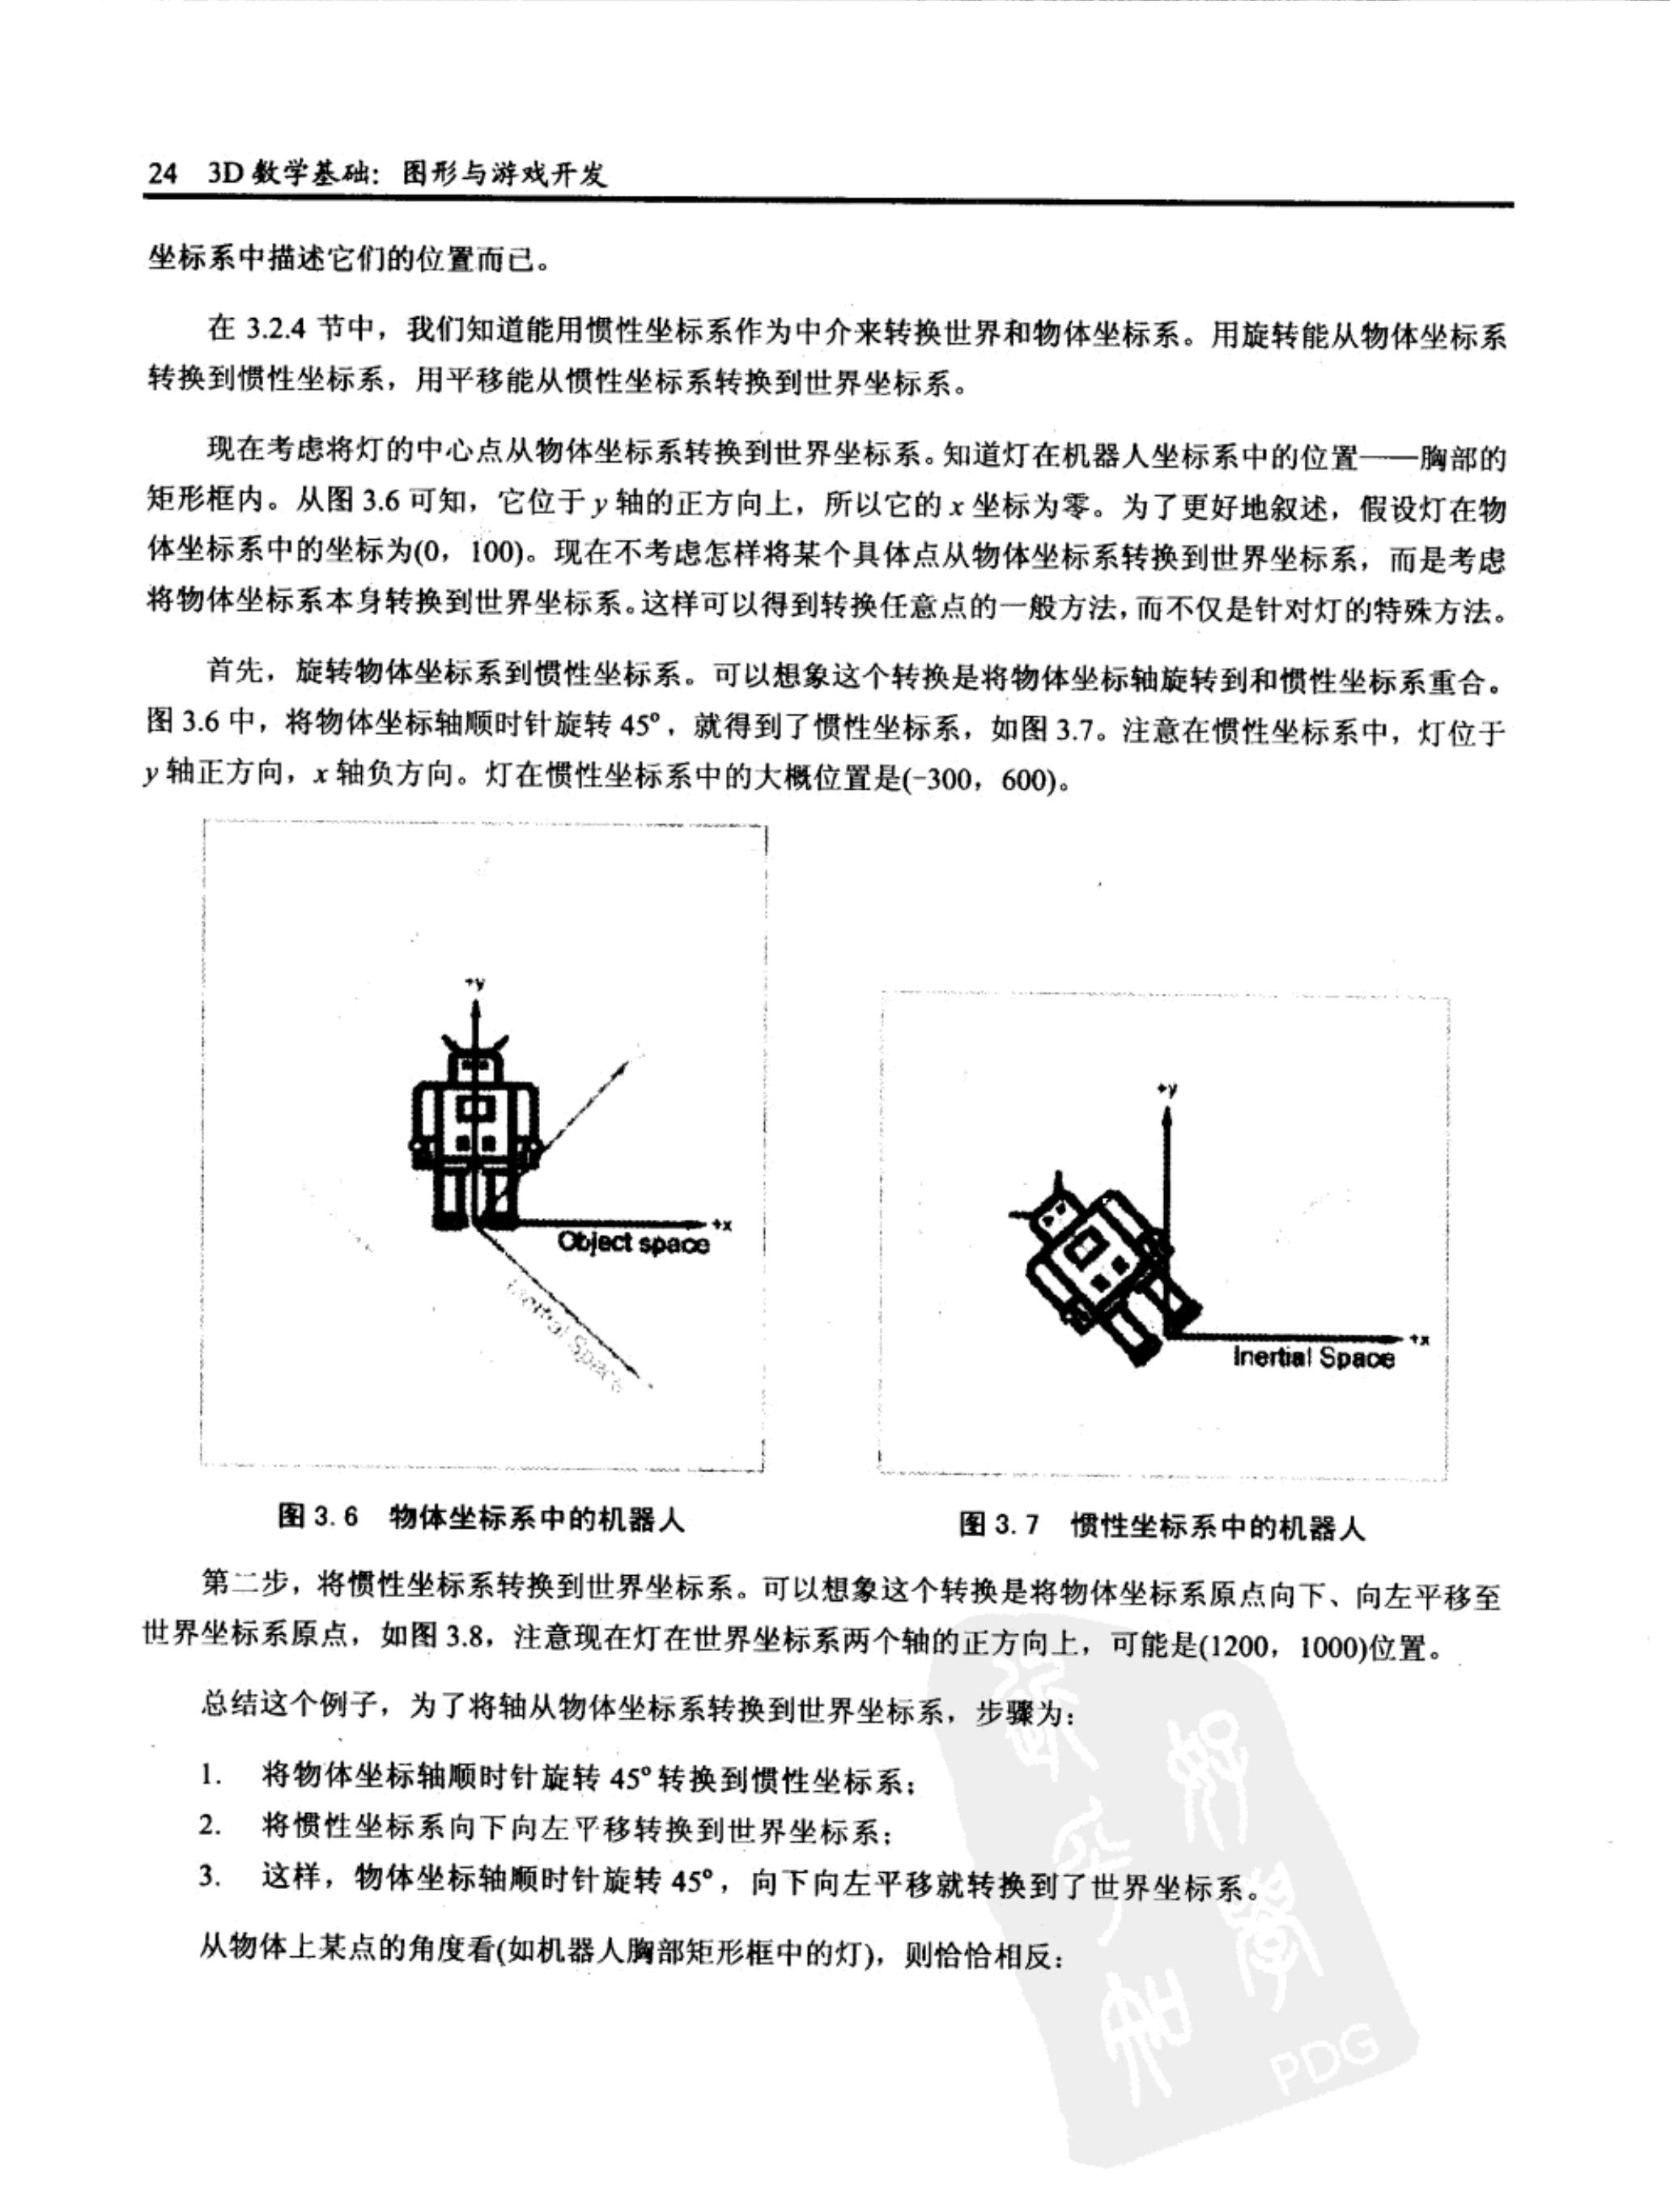 24 3D 数学基础：图形与游戏开发
坐标系中描述它们的位置而已。
在 3.2.4 节中，我们知道能用惯性坐标系作为中介来转换世界和物体坐标系。用旋转能从物体坐标系
转换到惯性坐标系，用平移能从惯性坐标系转换到世界坐标系。
现在考虑将灯的中心点从物体坐标系转换到世界坐标系。知道灯在机器人坐标系中的位置——胸部的
矩形框内。从图 3.6 可知，它位于 y 轴的正方向上，所以它的 x 坐标为零。为了更好地叙述，假设灯在物
体坐标系中的坐标为(0，100)。现在不考虑怎样将某个具体点从物体坐标系转换到世界坐标系，而是考虑
将物体坐标系本身转换到世界坐标系。这样可以得到转换任意点的一般方法，而不仅是针对灯的特殊方法。
首先，旋转物体坐标系到惯性坐标系。可以想象这个转换是将物体坐标轴旋转到和惯性坐标系重合。
图 3.6 中，将物体坐标轴顺时针旋转 45°，就得到了惯性坐标系，如图 3.7。注意在惯性坐标系中，灯位于
y 轴正方向，x 轴负方向。灯在惯性坐标系中的大概位置是(-300，600)。
+y
+x
Object space
Inertial Space
+y
+x
Inertial Space
图 3.6 物体坐标系中的机器人
图 3.7 惯性坐标系中的机器人
第二步，将惯性坐标系转换到世界坐标系。可以想象这个转换是将物体坐标系原点向下、向左平移至
世界坐标系原点，如图 3.8，注意现在灯在世界坐标系两个轴的正方向上，可能是(1200，1000)位置。
总结这个例子，为了将轴从物体坐标系转换到世界坐标系，步骤为：
1. 将物体坐标轴顺时针旋转 45°转换到惯性坐标系；
2. 将惯性坐标系向下向左平移转换到世界坐标系；
3. 这样，物体坐标轴顺时针旋转 45°，向下向左平移就转换到了世界坐标系。
从物体上某点的角度看(如机器人胸部矩形框中的灯)，则恰恰相反：
PDG